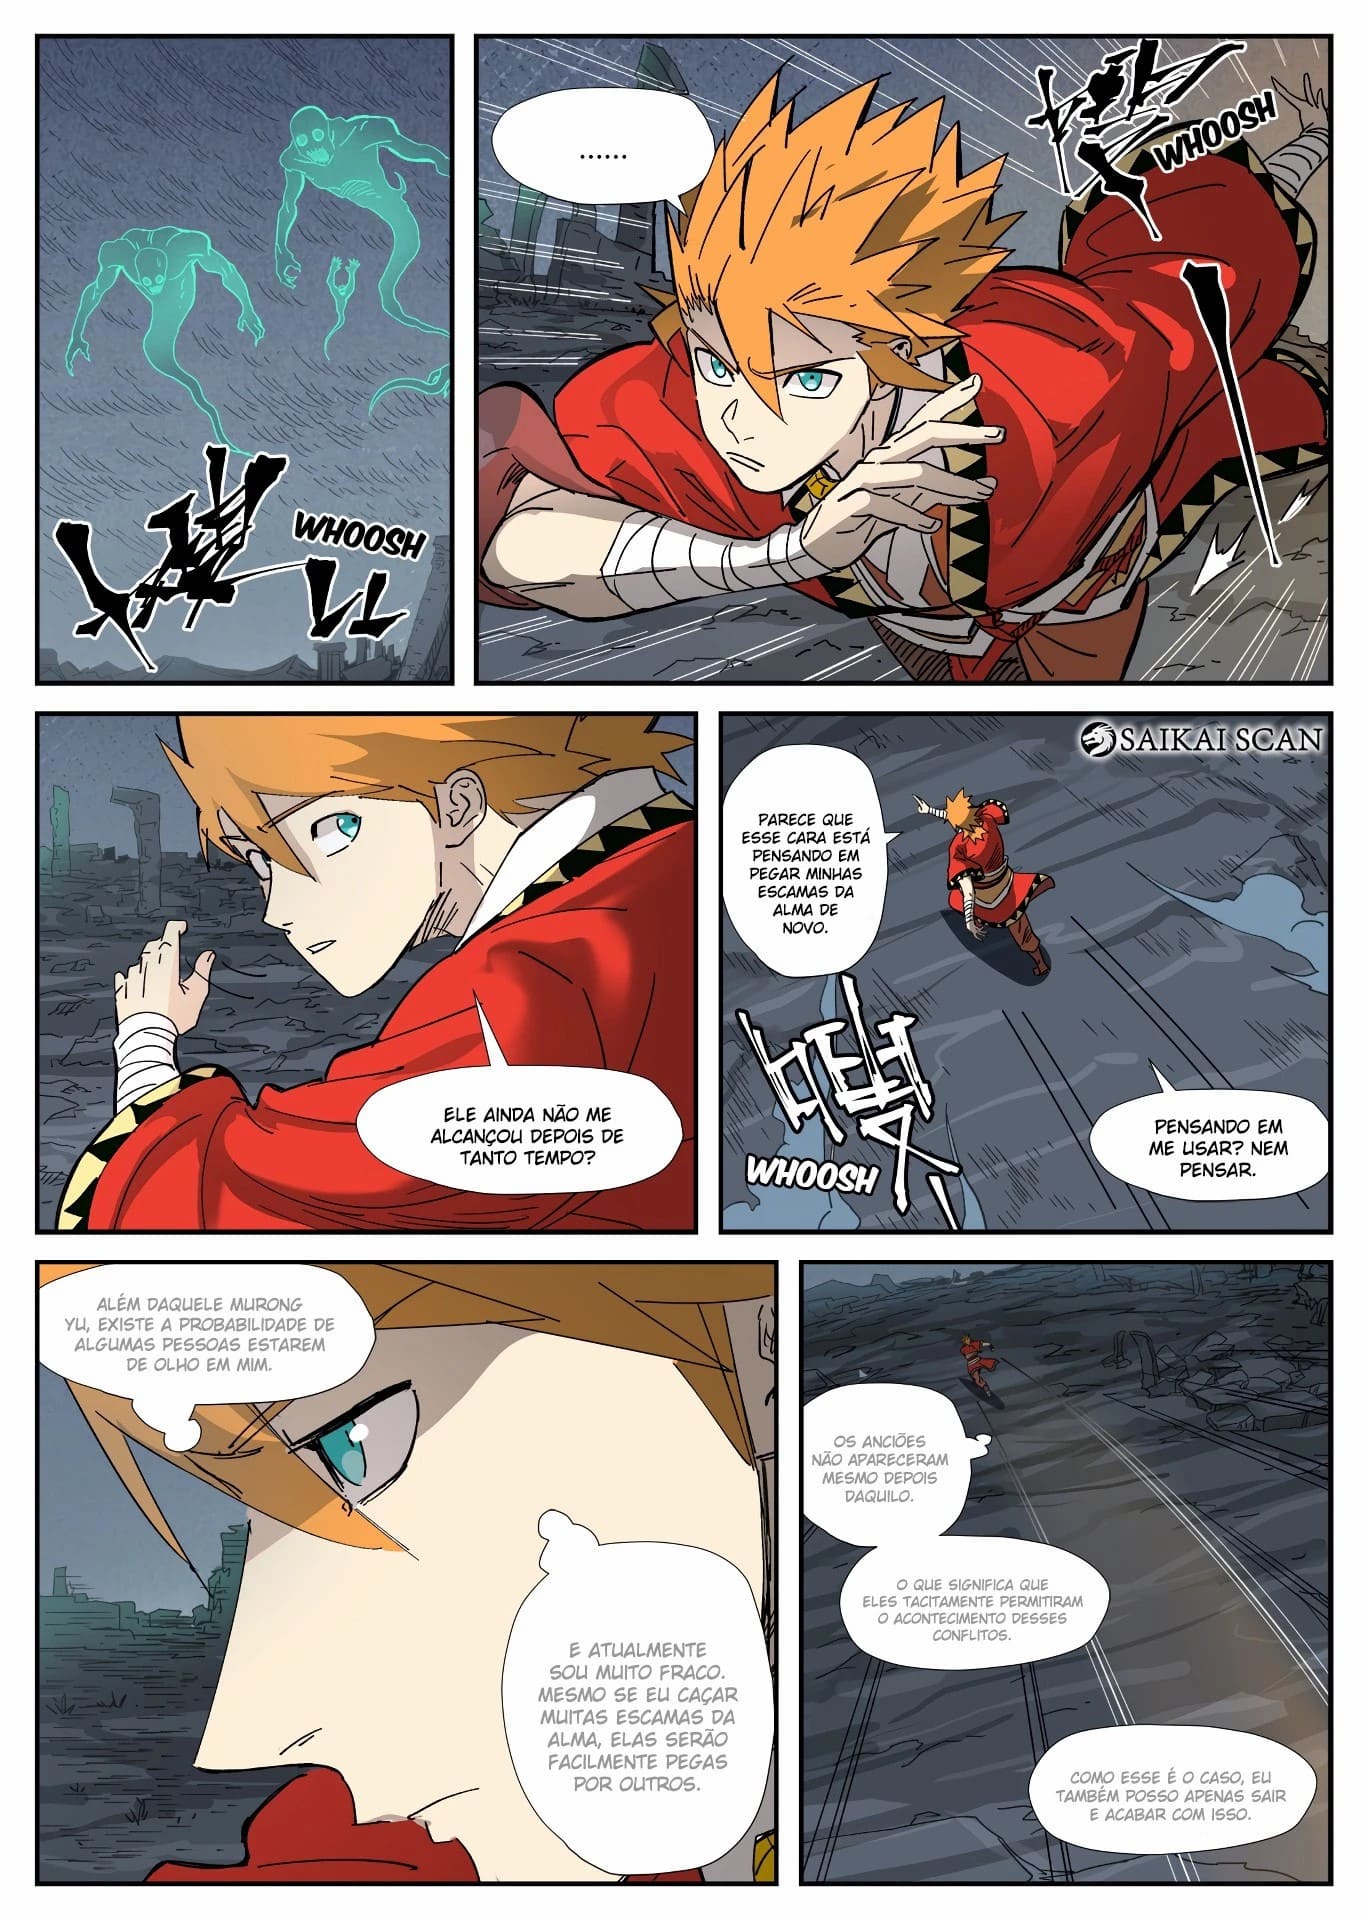 WHOOSH
......
WHOOSH
ELE AINDA NÃO ME
ALCANÇOU DEPOIS DE
TANTO TEMPO?
SAIKAI SCAN
PARECE QUE
ESSE CARA ESTÁ
PENSANDO EM
PEGAR MINHAS
ESCAMAS DA
ALMA DE
NOVO.
WHOOSH
PENSANDO EM
ME USAR? NEM
PENSAR.
ALÉM DAQUELE MURONG
YU, EXISTE A PROBABILIDADE DE
ALGUMAS PESSOAS ESTAREM
DE OLHO EM MIM.
E ATUALMENTE
SOU MUITO FRACO.
MESMO SE EU CAÇAR
MUITAS ESCAMAS DA
ALMA, ELAS SERÃO
FACILMENTE PEGAS
POR OUTROS.
OS ANCIÕES
NÃO APARECERAM
MESMO DEPOIS
DAQUILO.
O QUE SIGNIFICA QUE
ELES TACITAMENTE PERMITIRAM
O ACONTECIMENTO DESSES
CONFLITOS.
COMO ESSE É O CASO, EU
TAMBÉM POSSO APENAS SAIR
E ACABAR COM ISSO.